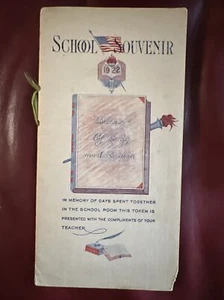 SCHOOL SOUVENIR
1922
IN MEMORY OF DAYS SPENT TOGETHER
IN THE SCHOOL ROOM THIS TOKEN IS
PRESENTED WITH THE COMPLIMENTS OF YOUR
TEACHER